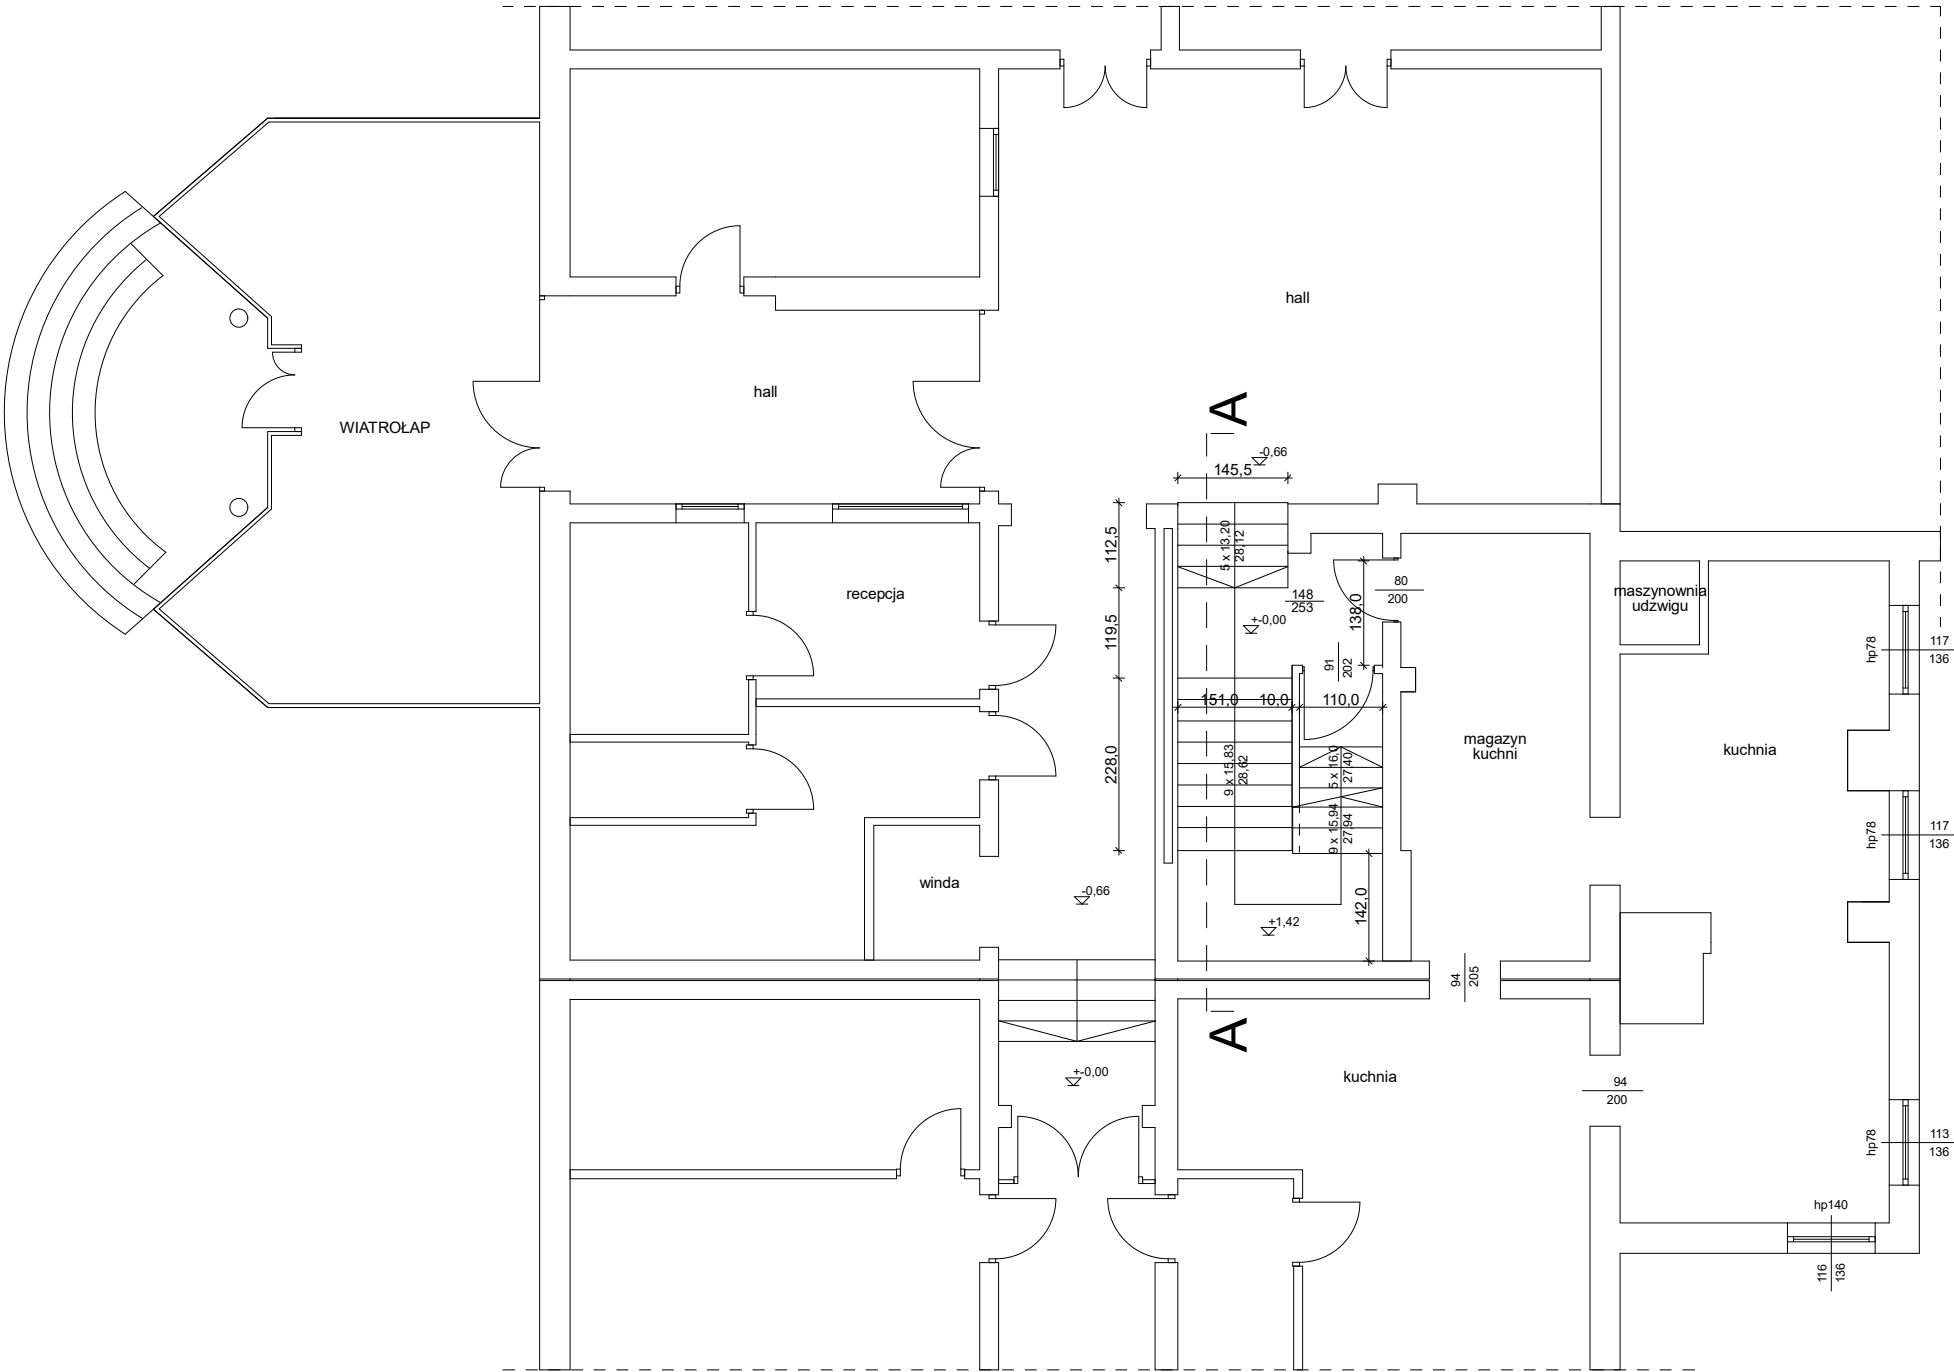 hall
hall
WIATROŁAP
A
-0,66
145,5
112,5
5 x 13,20
28,12
recepcja
119,5
148
253
+-0,00
138,0
80
200
91
202
maszynownia
udzwigu
hp78
117
136
151,0
10,0
110,0
228,0
9 x 15,83
28,62
5 x 16,0
27,40
9 x 15,94
27,94
magazyn
kuchni
kuchnia
hp78
117
136
winda
-0,66
+1,42
142,0
94
205
A
+-0,00
kuchnia
94
200
hp78
113
136
hp140
116
136